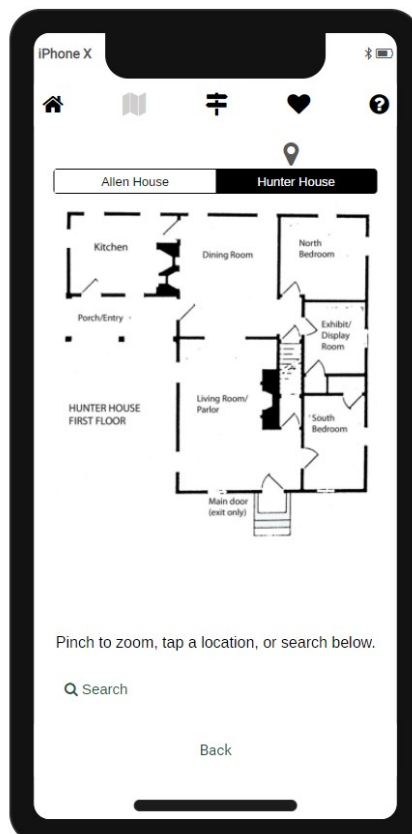 iPhone X
Allen House
Hunter House
Kitchen
Dining Room
North
Bedroom
Porch/Entry
Exhibit/
Display
Room
HUNTER HOUSE
FIRST FLOOR
Living Room/
Parlor
South
Bedroom
Main door
(exit only)
Pinch to zoom, tap a location, or search below.
Search
Back